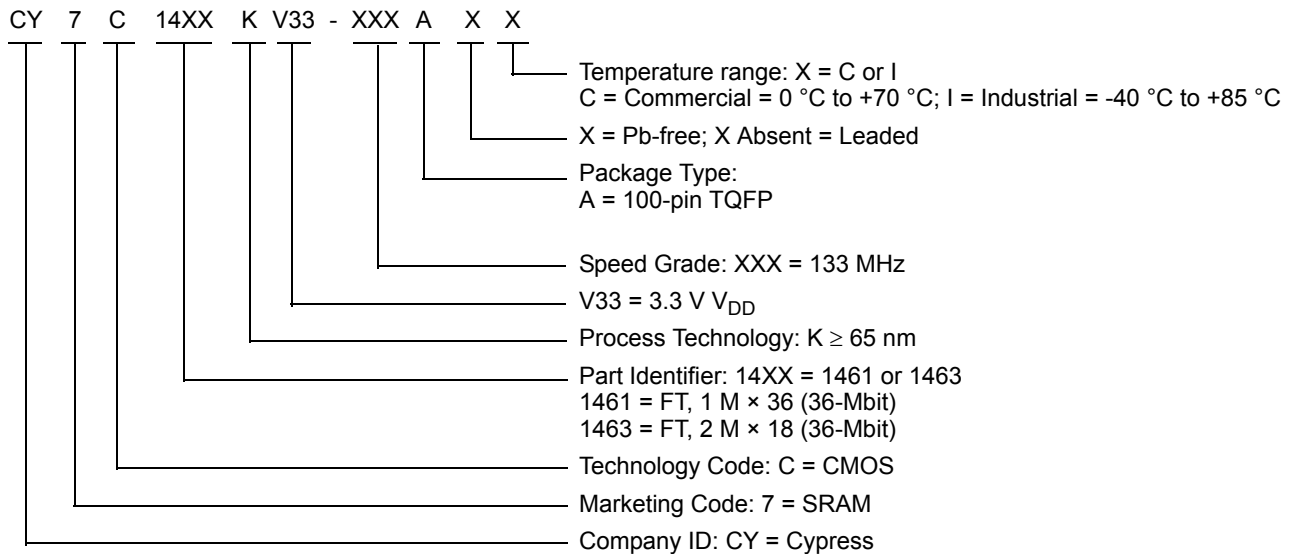 CY 7 C 14XX K V33 - XXX A X X
Temperature range: X = C or I
C = Commercial = 0 °C to +70 °C; I = Industrial = -40 °C to +85 °C
X = Pb-free; X Absent = Leaded
Package Type:
A = 100-pin TQFP
Speed Grade: XXX = 133 MHz
V33 = 3.3 V VDD
Process Technology: K ≥ 65 nm
Part Identifier: 14XX = 1461 or 1463
1461 = FT, 1 M × 36 (36-Mbit)
1463 = FT, 2 M × 18 (36-Mbit)
Technology Code: C = CMOS
Marketing Code: 7 = SRAM
Company ID: CY = Cypress